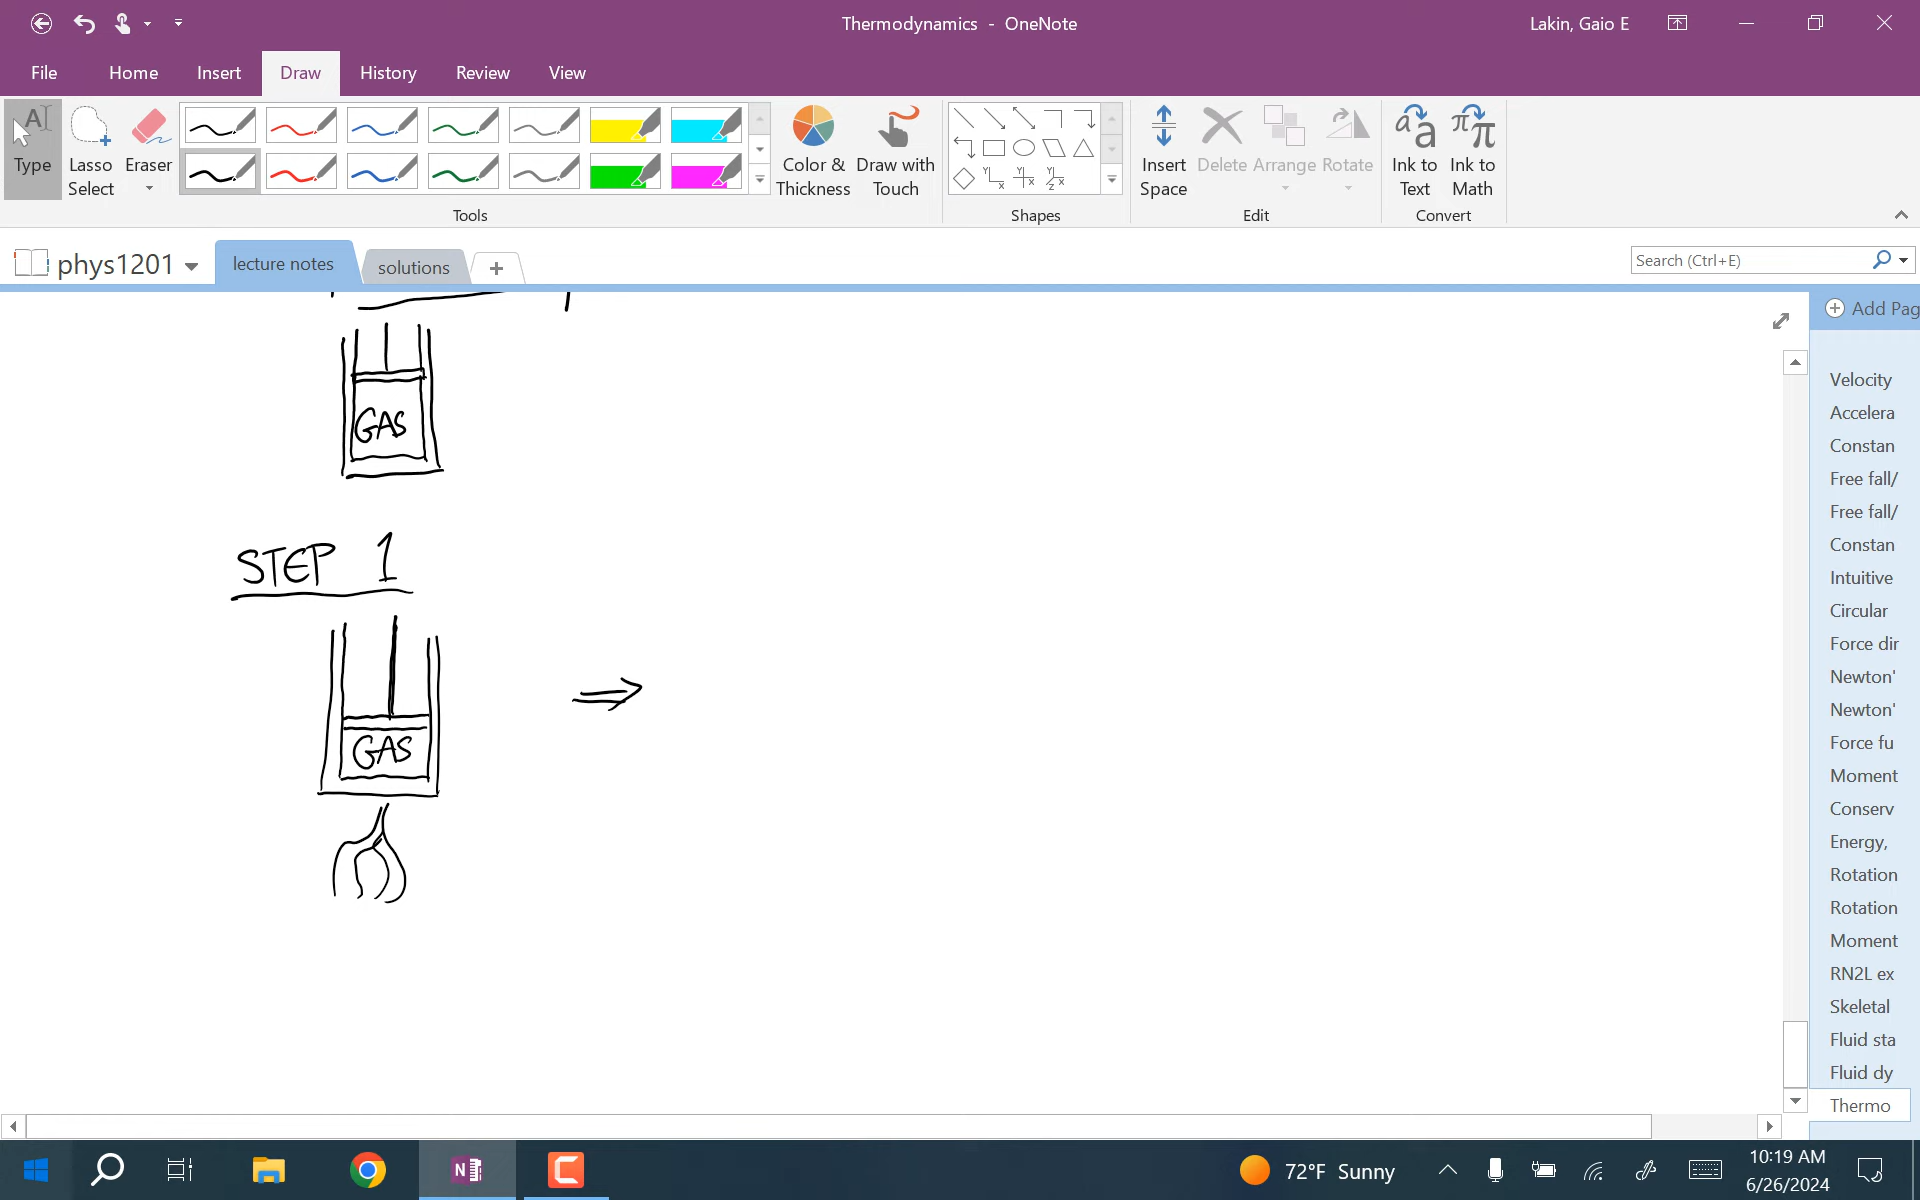 Thermodynamics - OneNote
Lakin, Gaio E
File Home Insert Draw History Review View
Type
Lasso Select
Eraser
Color & Thickness
Draw with Touch
Insert Space
Delete
Arrange
Rotate
Ink to Text
Ink to Math
Tools
Shapes
Edit
Convert
phys1201
lecture notes
solutions
Search (Ctrl+E)
Add Pag
Velocity
Accelera
Constan
Free fall/
Free fall/
Constan
Intuitive
Circular
Force dir
Newton'
Newton'
Force fu
Moment
Conserv
Energy,
Rotation
Rotation
Moment
RN2L ex
Skeletal
Fluid sta
Fluid dy
Thermo
GAS
STEP 1
GAS
72°F Sunny
10:19 AM
6/26/2024